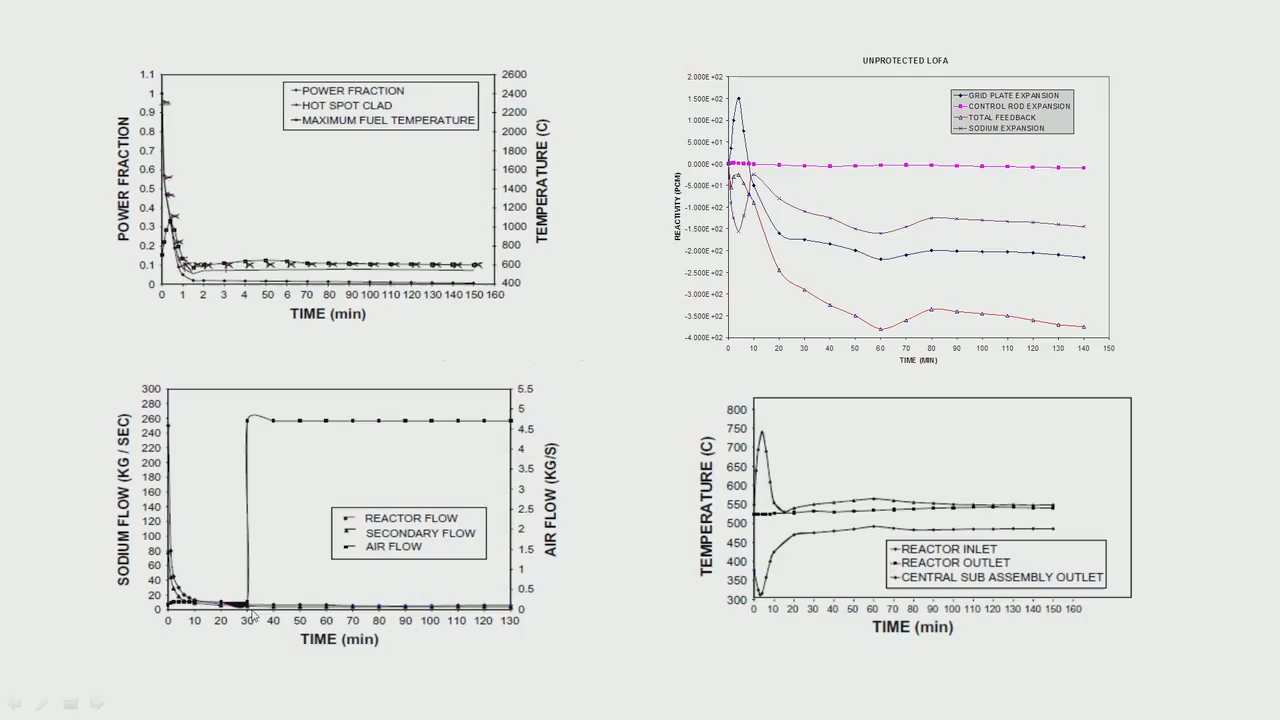 1.1
1
0.9
0.8
0.7
0.6
0.5
0.4
0.3
0.2
0.1
0
POWER FRACTION
2600
2400
2200
2000
1800
1600
1400
1200
1000
800
600
400
TEMPERATURE (C)
POWER FRACTION
HOT SPOT CLAD
MAXIMUM FUEL TEMPERATURE
0 1 2 3 4 50 6 70 80 90 100 110 120 130 140 150 160
TIME (min)
UNPROTECTED LOFA
2.000E +02
1.500E +02
1.000E +02
5.000E +01
0.000E +00
-5.000E +01
-1.000E +02
-1.500E +02
-2.000E +02
-2.500E +02
-3.000E +02
-3.500E +02
-4.000E +02
REACTIVITY (PCM)
GRID PLATE EXPANSION
CONTROL ROD EXPANSION
TOTAL FEEDBACK
SODIUM EXPANSION
0 10 20 30 40 50 60 70 80 90 100 110 120 130 140 150
TIME (MIN)
300
280
260
240
220
200
180
160
140
120
100
80
60
40
20
0
SODIUM FLOW (KG / SEC)
5.5
5
4.5
4
3.5
3
2.5
2
1.5
1
0.5
0
AIR FLOW (KG/S)
REACTOR FLOW
SECONDARY FLOW
AIR FLOW
0 10 20 30 40 50 60 70 80 90 100 110 120 130
TIME (min)
800
750
700
650
600
550
500
450
400
350
300
TEMPERATURE (C)
REACTOR INLET
REACTOR OUTLET
CENTRAL SUB ASSEMBLY OUTLET
0 10 20 30 40 50 60 70 80 90 100 110 120 130 140 150 160
TIME (min)